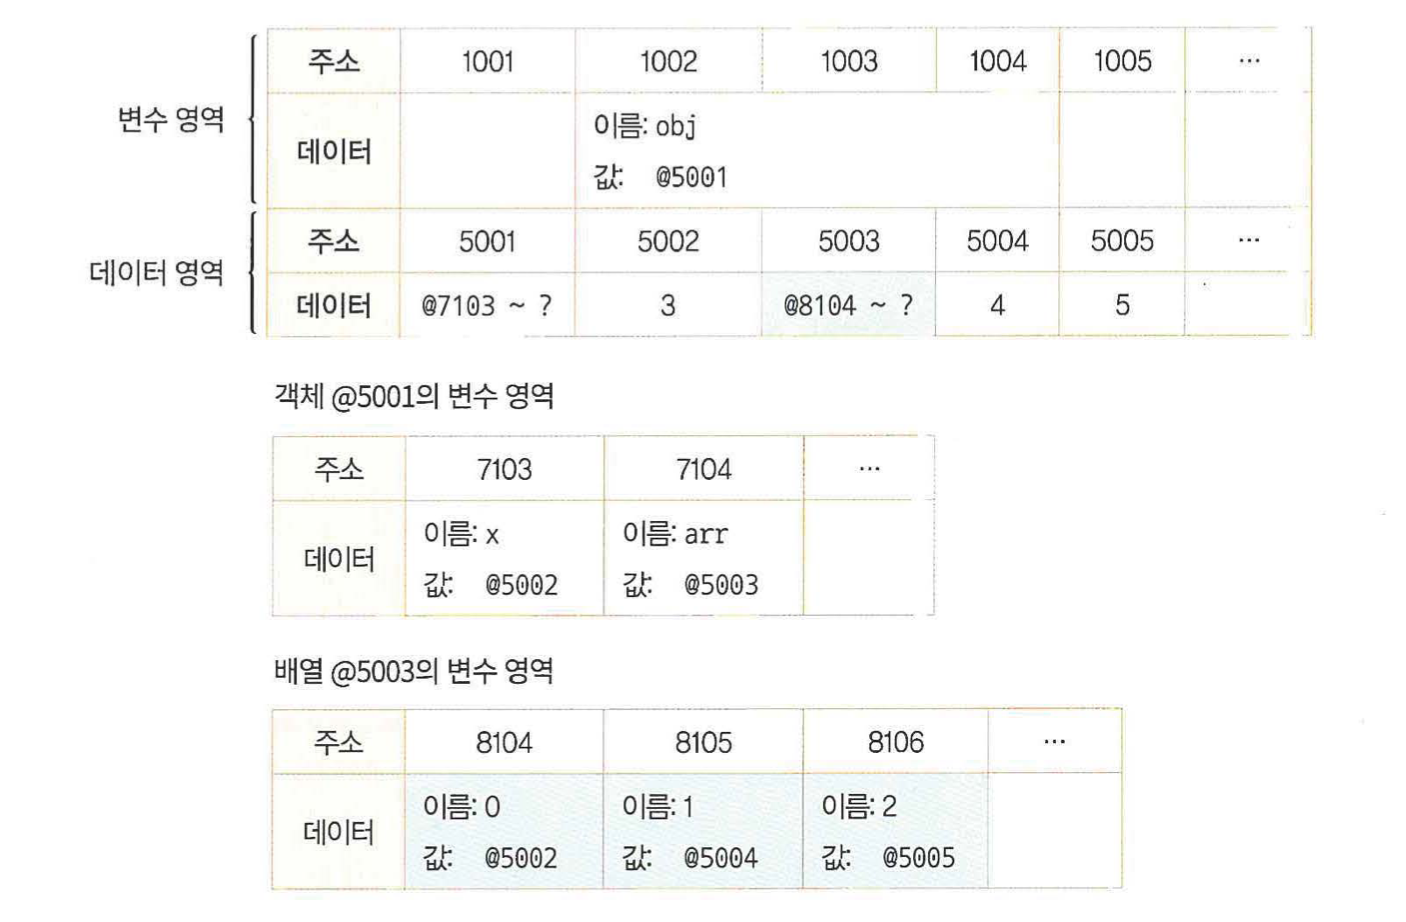 변수 영역
주소 1001 1002 1003 1004 1005 ...
데이터
이름: obj
값: @5001
데이터 영역
주소 5001 5002 5003 5004 5005 ...
데이터 @7103 ~ ? 3 @8104 ~ ? 4 5
객체 @5001의 변수 영역
주소 7103 7104 ...
데이터
이름: x 이름: arr
값: @5002 값: @5003
배열 @5003의 변수 영역
주소 8104 8105 8106 ...
데이터
이름: 0 이름: 1 이름: 2
값: @5002 값: @5004 값: @5005